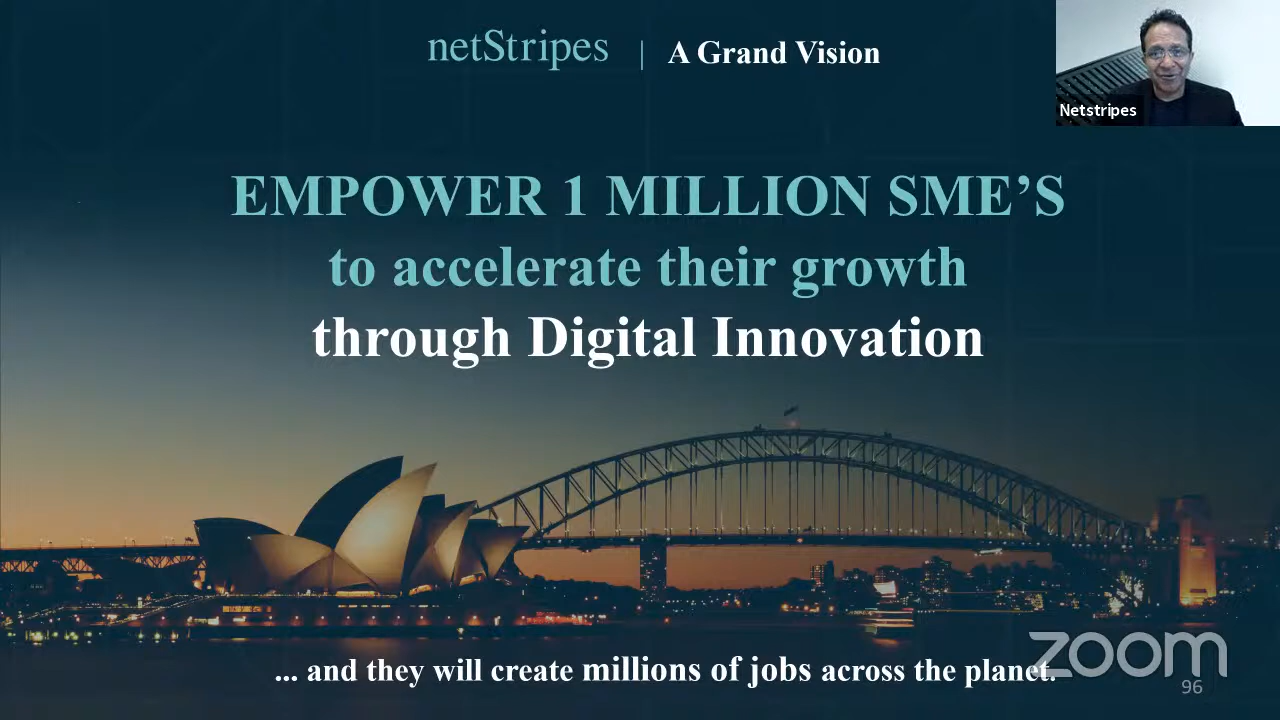 netStripes | A Grand Vision
Netstripes
EMPOWER 1 MILLION SME’S
to accelerate their growth
through Digital Innovation
... and they will create millions of jobs across the planet.
zoom
96